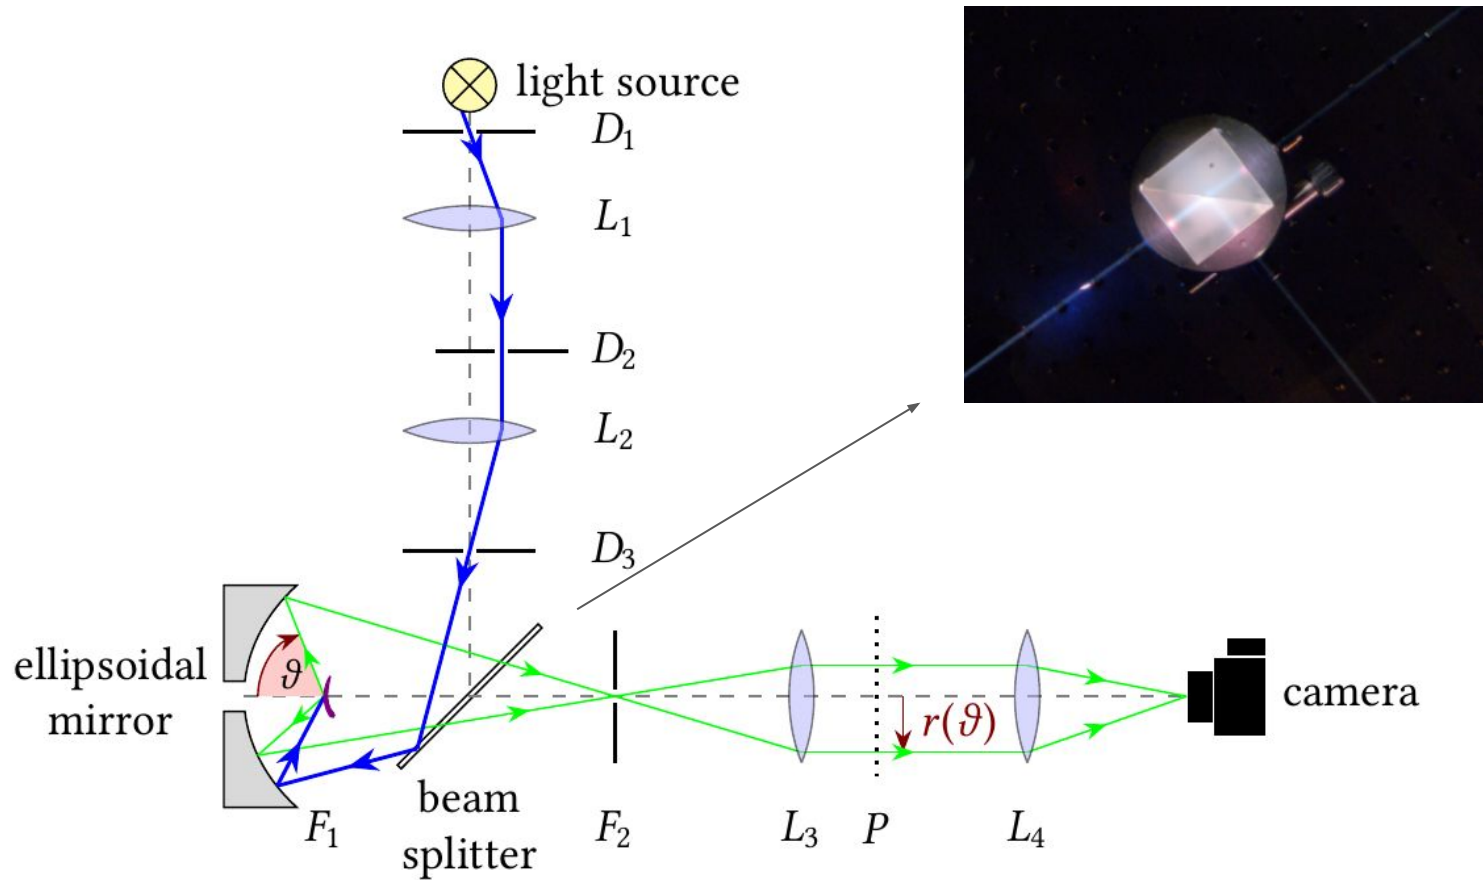 light source
D₁
L₁
D₂
L₂
D₃
ellipsoidal
mirror
ϑ
r(ϑ)
camera
beam
splitter
F₁
F₂
L₃
P
L₄